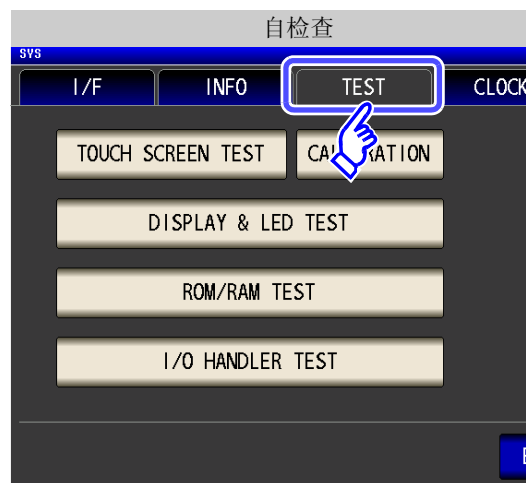 自检查
SYS
I/F INFO TEST CLOCK
TOUCH SCREEN TEST
DISPLAY & LED TEST
ROM/RAM TEST
I/O HANDLER TEST